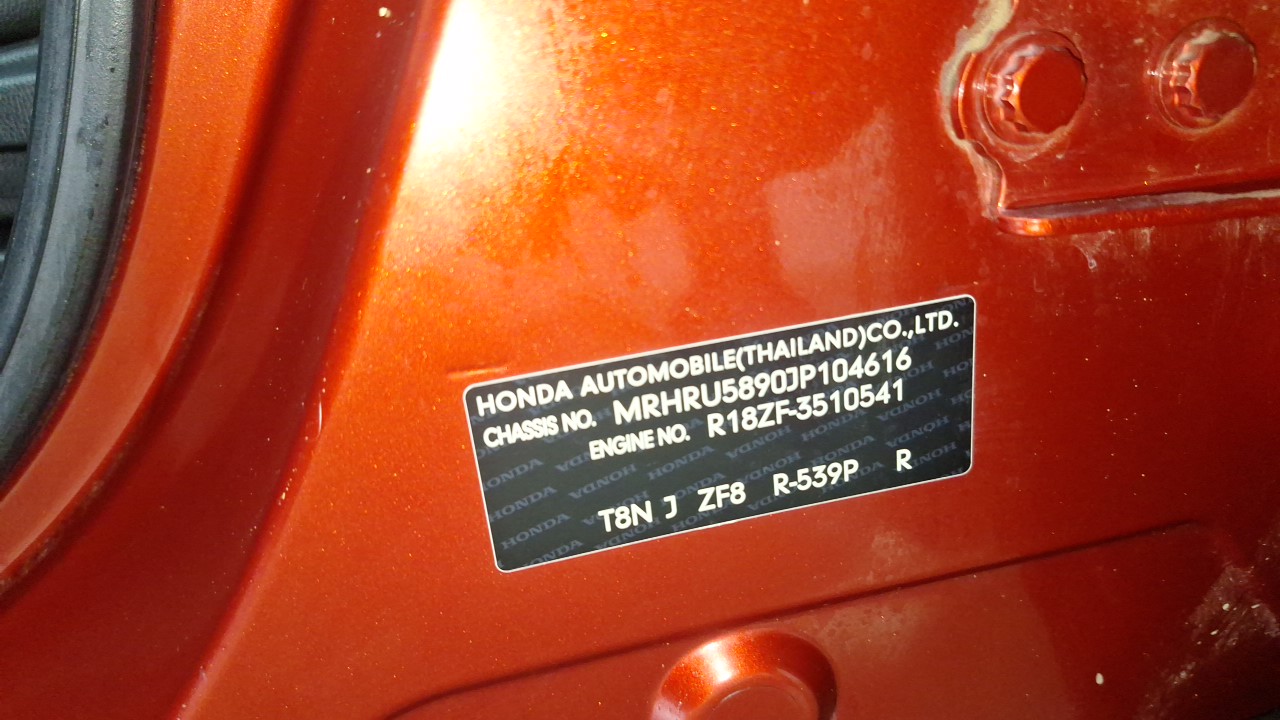 HONDA AUTOMOBILE(THAILAND)CO.,LTD.
CHASSIS NO. MRHRU5890JP104616
ENGINE NO. R18ZF-3510541
T8N J ZF8 R-539P R